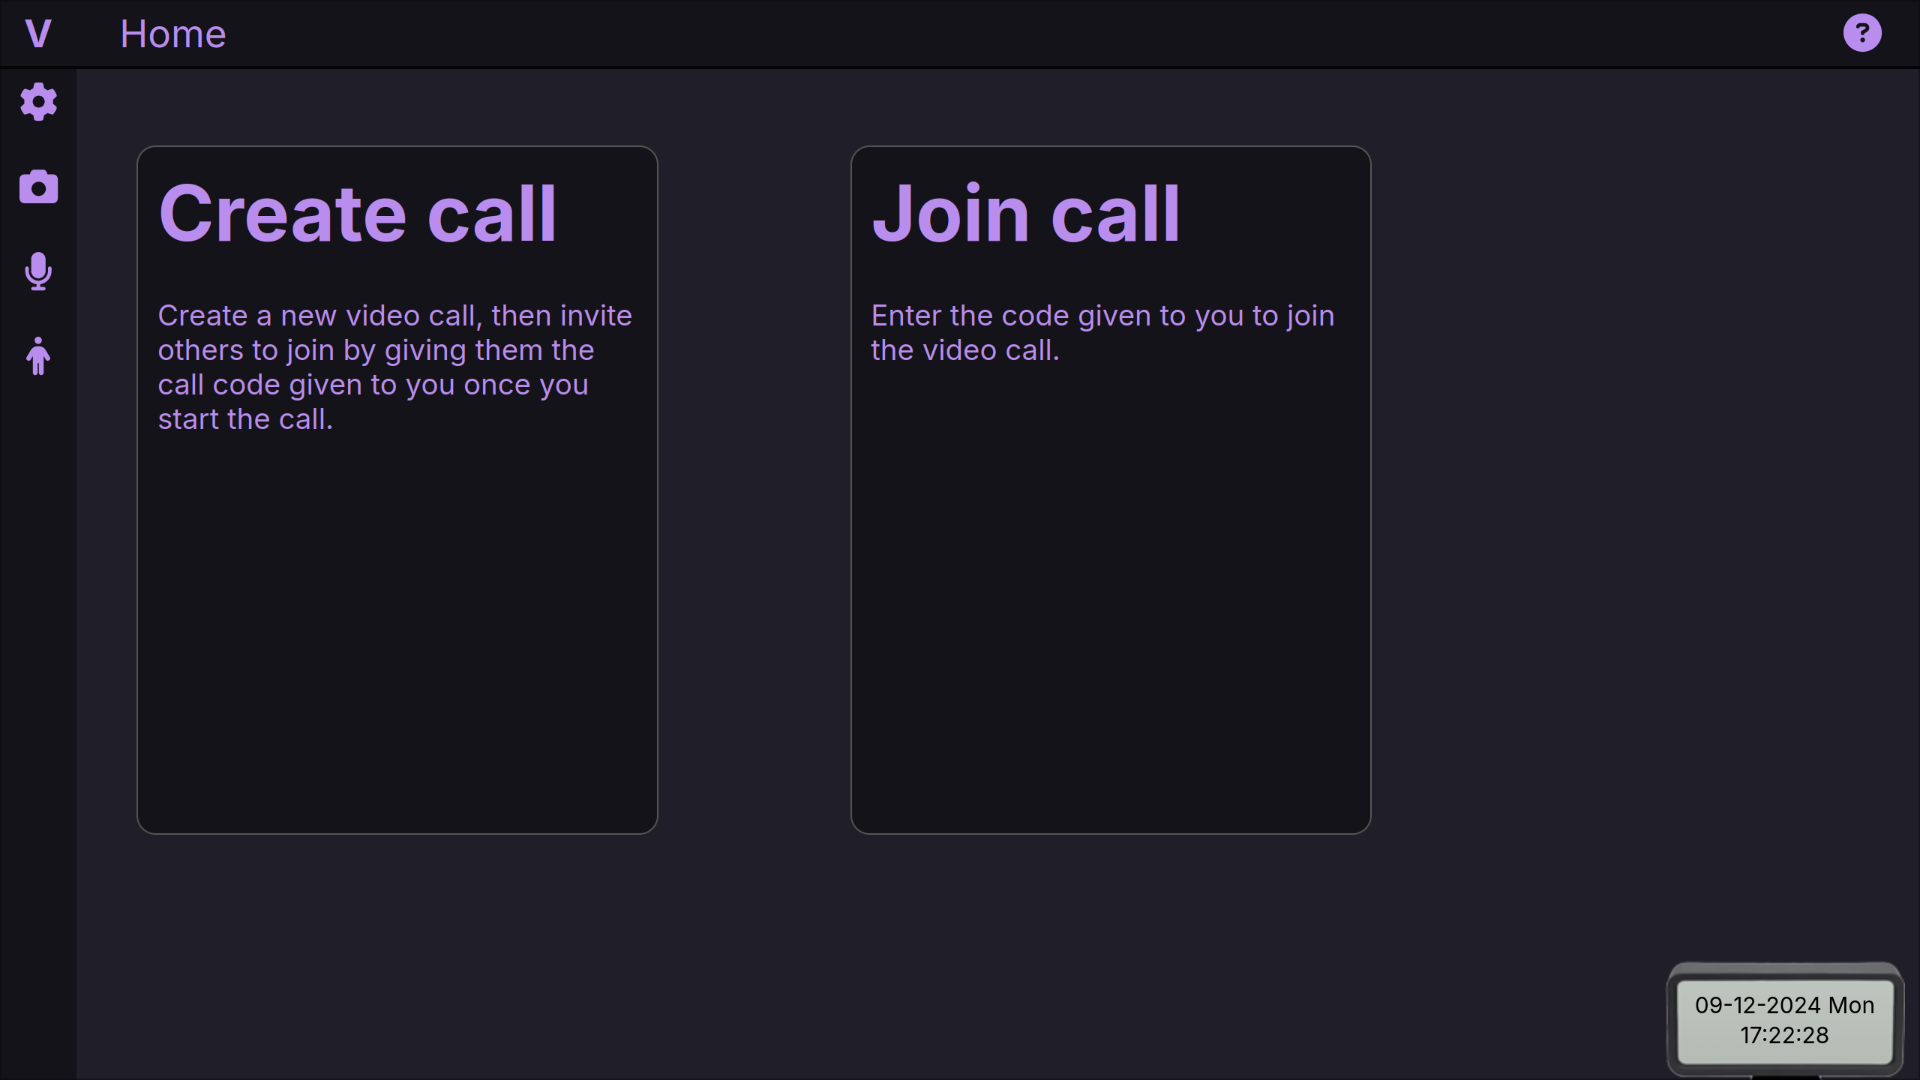 V
Home
?
Create call
Create a new video call, then invite
others to join by giving them the
call code given to you once you
start the call.
Join call
Enter the code given to you to join
the video call.
09-12-2024 Mon
17:22:28